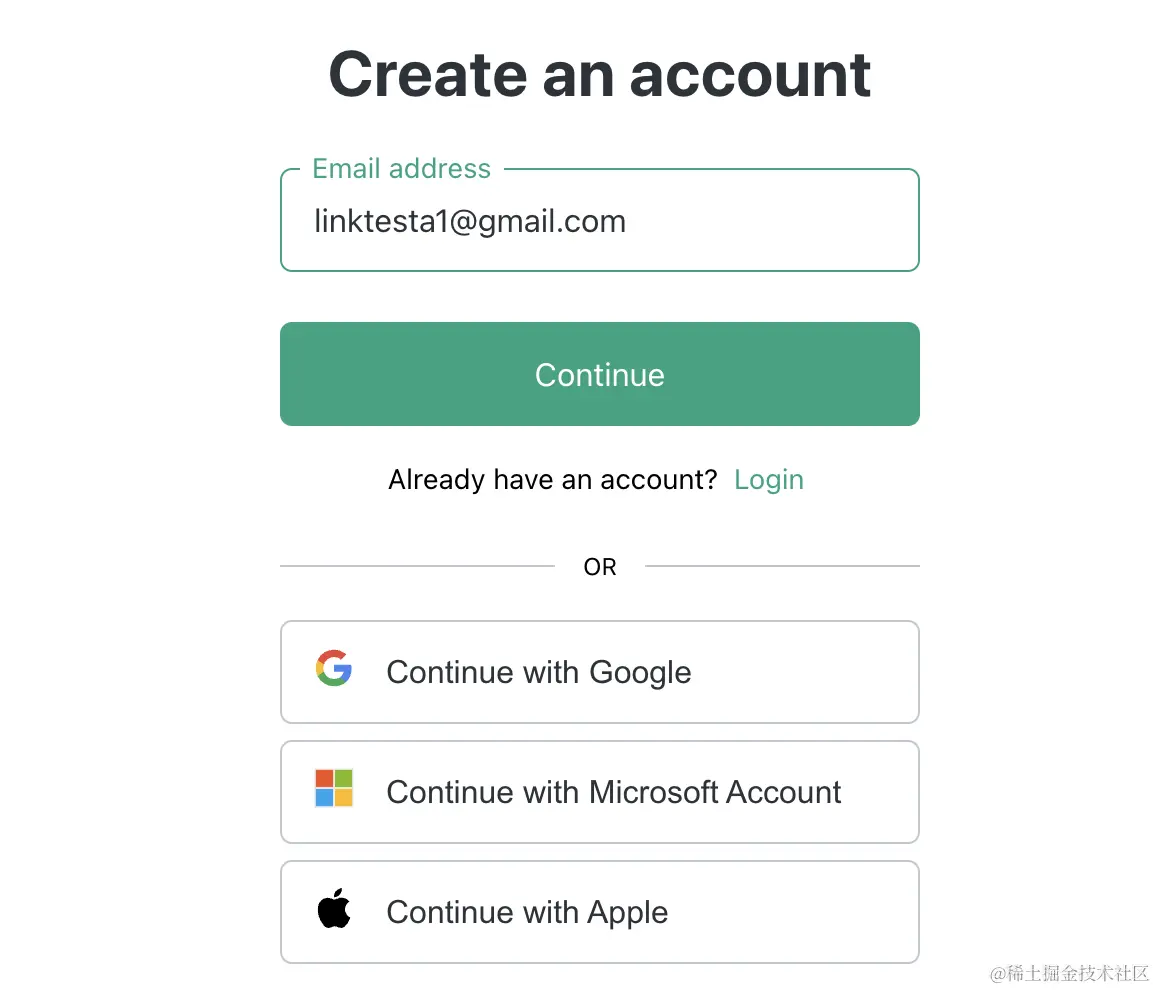 Create an account
Email address
linktesta1@gmail.com
Continue
Already have an account? Login
OR
Continue with Google
Continue with Microsoft Account
Continue with Apple
@稀土掘金技术社区